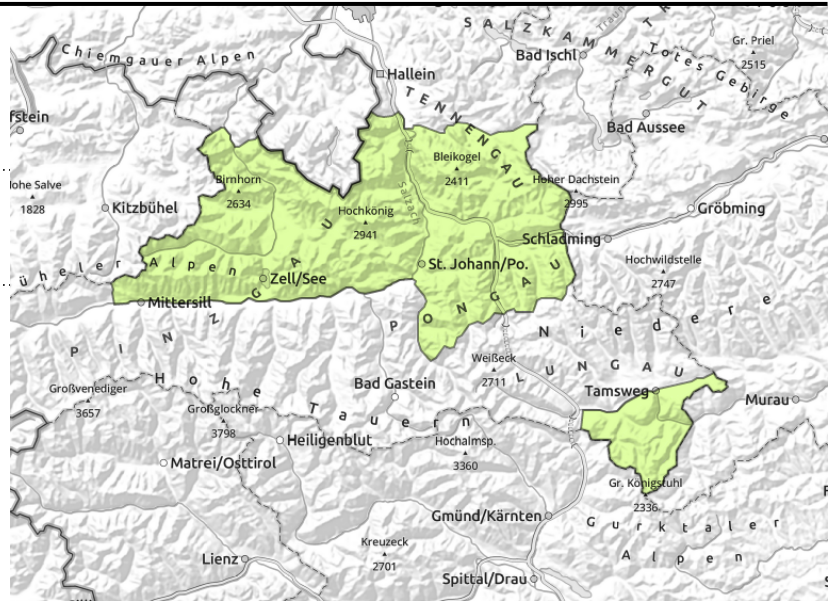 SALZKAMMERGUT
Gr. Priel
2515
Chiemgauer Alpen
Bad Ischl
Totes Gebirge
Hallein
TENNENGAU
fstein
Bad Aussee
Bleikogel
2411
Birnhorn
2634
Hoher Dachstein
2995
ohe Salve
1828
Kitzbühel
Salzach
Hochkönig
2941
Gröbming
Schladming
üheler Alpen
St. Johann/Po.
Hochwildstelle
2747
Zell/See
Mittersill
PINZGAU
PONGAU
Niedere
Weißeck
2711
LUNGAU
Hohe Tauern
Bad Gastein
Tamsweg
Murau
Großvenediger
3657
Großglockner
3798
Heiligenblut
Hochalmsp.
3360
Matrei/Osttirol
Gr. Königstuhl
2336
Gmünd/Kärnten
Gurktaler
Alpen
Kreuzeck
2701
Lienz
Spittal/Drau